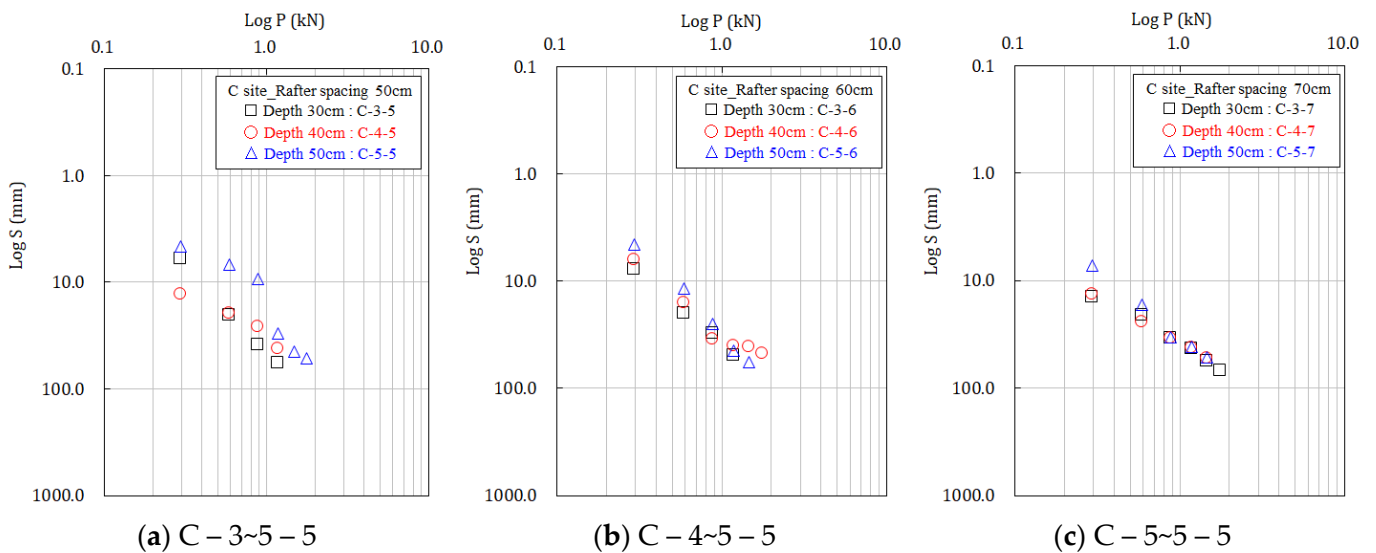 Log P (kN)
0.1 1.0 10.0
0.1
C site_Rafter spacing 50cm
Depth 30cm : C-3-5
Depth 40cm : C-4-5
Depth 50cm : C-5-5
1.0
Log S (mm)
10.0
100.0
1000.0
(a) C – 3~5 – 5
Log P (kN)
0.1 1.0 10.0
0.1
C site_Rafter spacing 60cm
Depth 30cm : C-3-6
Depth 40cm : C-4-6
Depth 50cm : C-5-6
1.0
Log S (mm)
10.0
100.0
1000.0
(b) C – 4~5 – 5
Log P (kN)
0.1 1.0 10.0
0.1
C site_Rafter spacing 70cm
Depth 30cm : C-3-7
Depth 40cm : C-4-7
Depth 50cm : C-5-7
1.0
Log S (mm)
10.0
100.0
1000.0
(c) C – 5~5 – 5